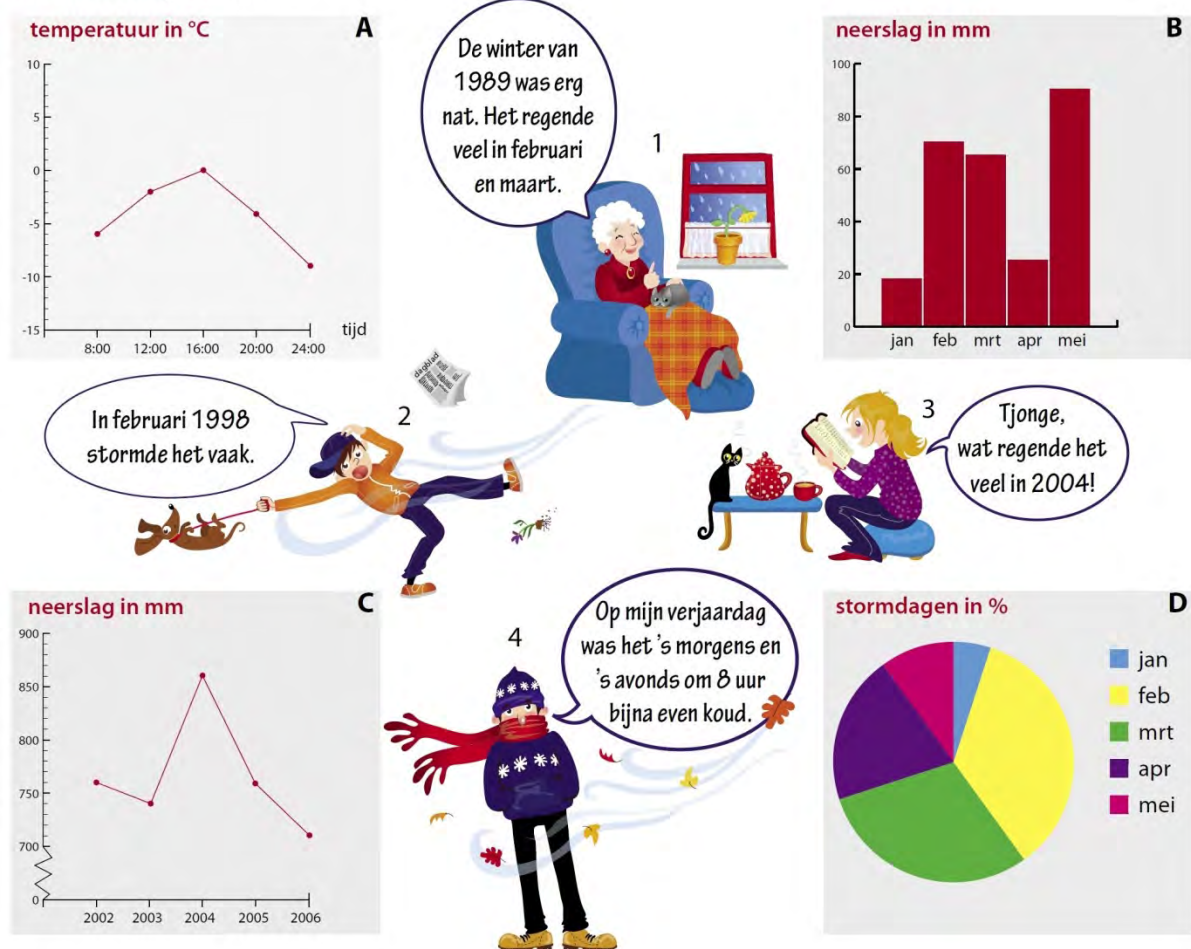 temperatuur in °C
A
10
5
0
-5
-10
-15
8:00 12:00 16:00 20:00 24:00
tijd
De winter van
1989 was erg
nat. Het regende
veel in februari
en maart.
1
neerslag in mm
B
100
80
60
40
20
0
jan feb mrt apr mei
dagblad
In februari 1998
stormde het vaak.
2
3
Tjonge,
wat regende het
veel in 2004!
neerslag in mm
C
900
850
800
750
700
0
2002 2003 2004 2005 2006
4
Op mijn verjaardag
was het 's morgens en
's avonds om 8 uur
bijna even koud.
stormdagen in %
D
jan
feb
mrt
apr
mei